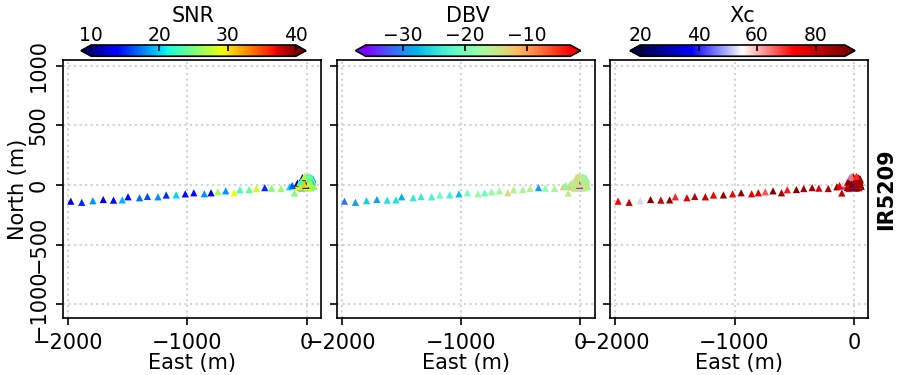 SNR DBV Xc
10 20 30 40 −30 −20 −10 20 40 60 80
1000
500
0
−500
−1000
North (m)
−2000 −1000 0 −2000 −1000 0 −2000 −1000 0
East (m) East (m) East (m)
IR5209